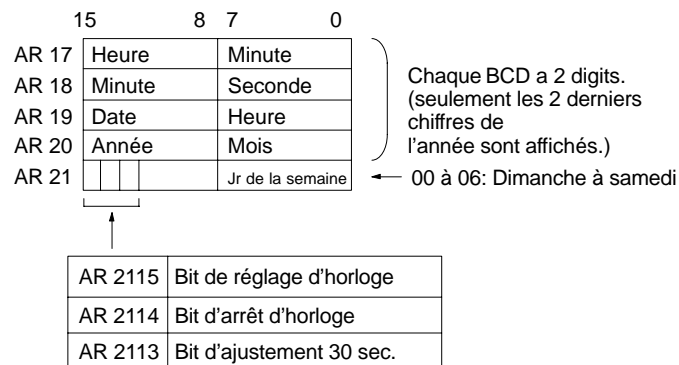 15 8 7 0
AR 17 Heure Minute
AR 18 Minute Seconde
AR 19 Date Heure
AR 20 Année Mois
AR 21 Jr de la semaine
Chaque BCD a 2 digits.
(seulement les 2 derniers
chiffres de
l'année sont affichés.)
00 à 06: Dimanche à samedi
AR 2115 Bit de réglage d'horloge
AR 2114 Bit d'arrêt d'horloge
AR 2113 Bit d'ajustement 30 sec.